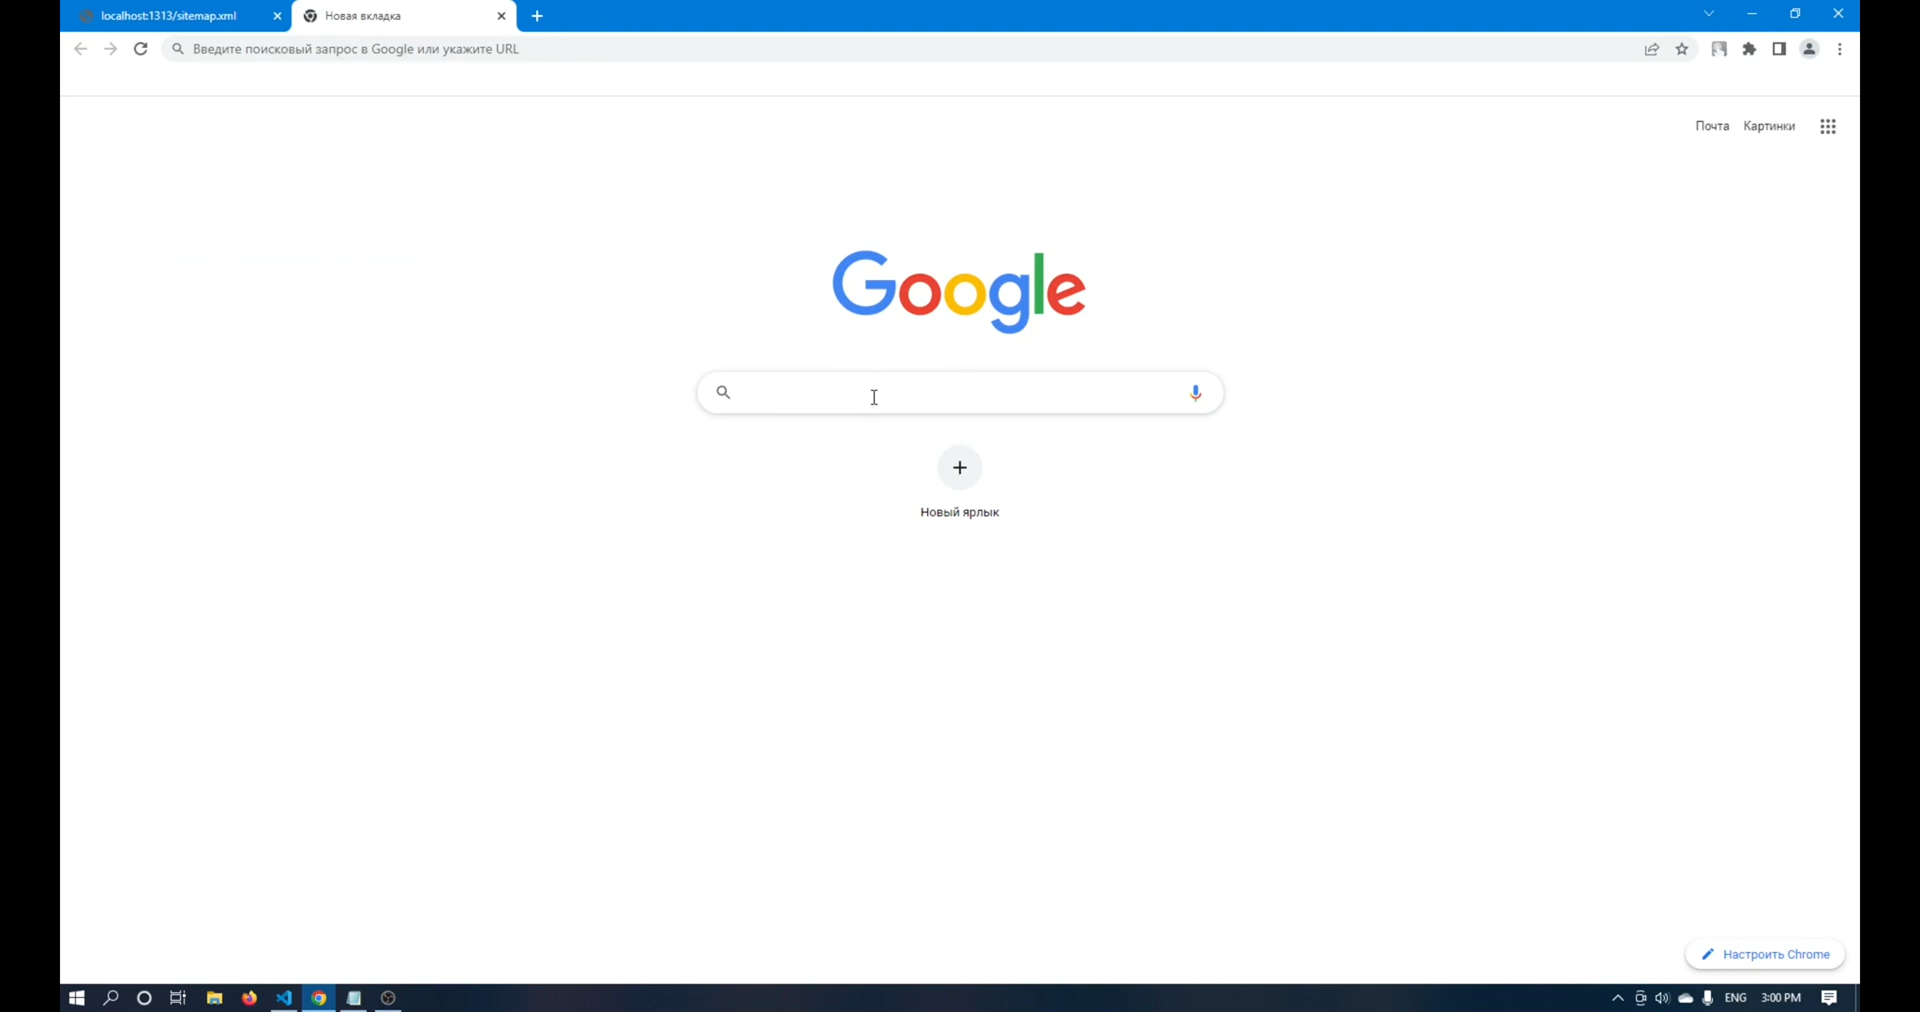 localhost:1313/sitemap.xml
Новая вкладка
Введите поисковый запрос в Google или укажите URL
Почта Картинки
Google
Новый ярлык
Настроить Chrome
ENG 3:00 PM